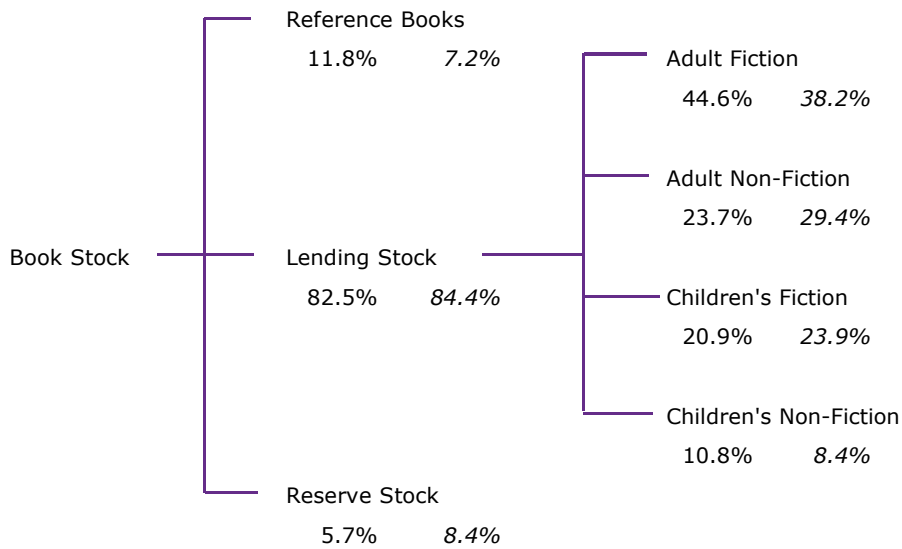 Reference Books
11.8% 7.2%
Adult Fiction
44.6% 38.2%
Adult Non-Fiction
23.7% 29.4%
Book Stock
Lending Stock
82.5% 84.4%
Children's Fiction
20.9% 23.9%
Children's Non-Fiction
10.8% 8.4%
Reserve Stock
5.7% 8.4%